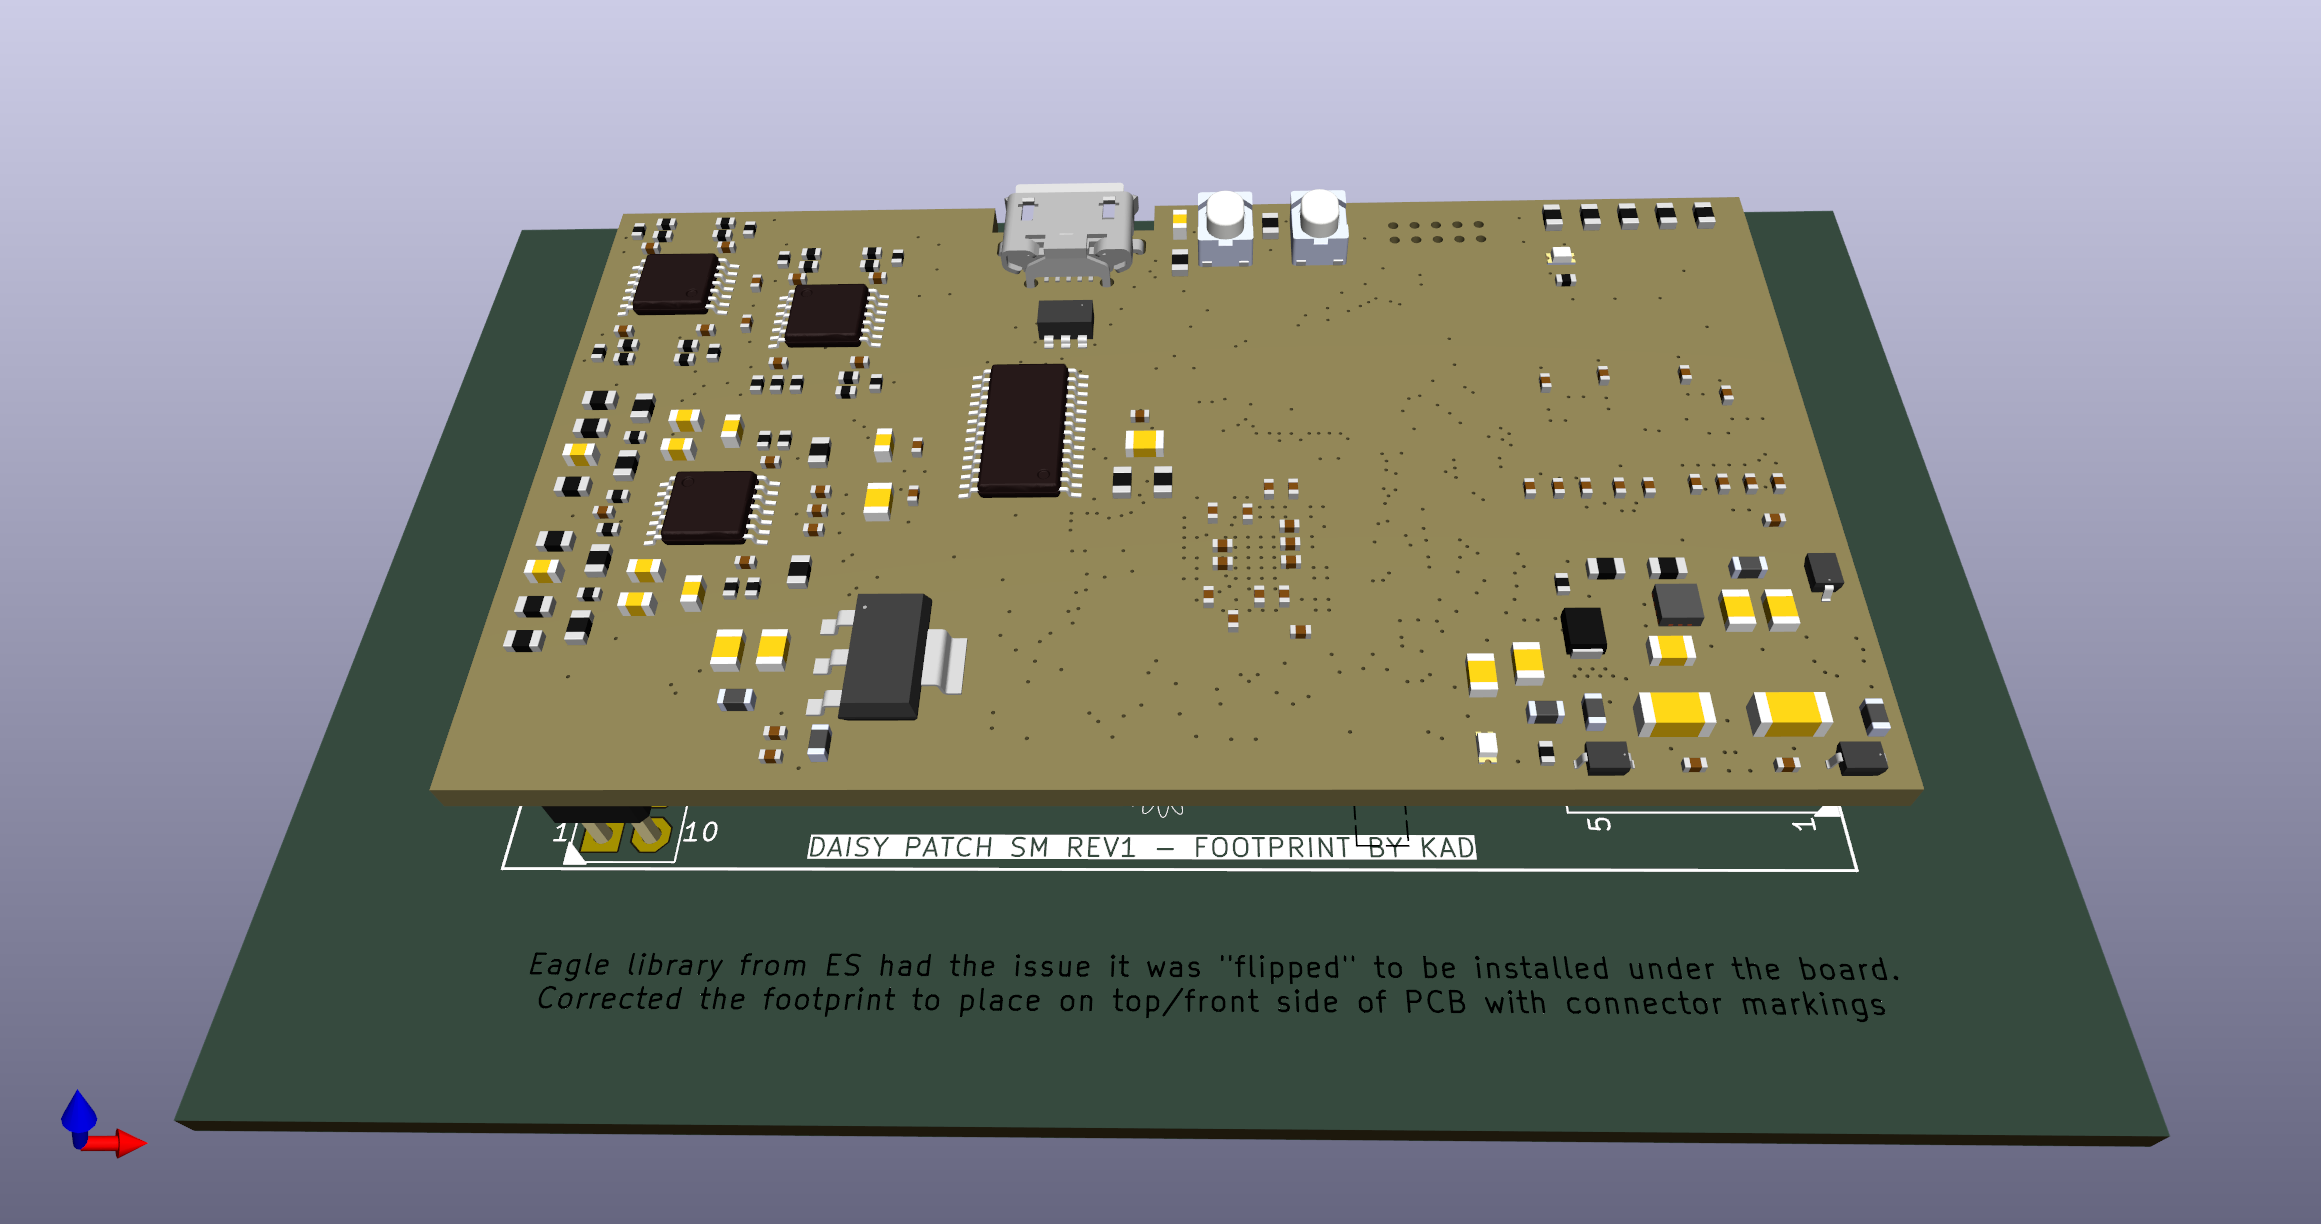 1
10
5
1
DAISY PATCH SM REV1 – FOOTPRINT BY KAD
Eagle library from ES had the issue it was "flipped" to be installed under the board.
Corrected the footprint to place on top/front side of PCB with connector markings